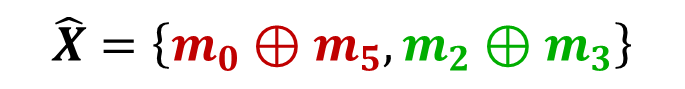 X̂ = {m₀ ⊕ m₅, m₂ ⊕ m₃}